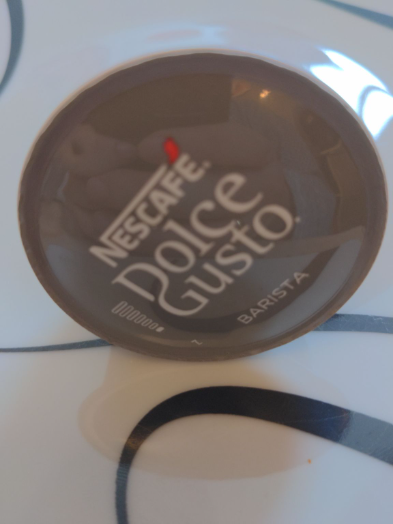 NESCAFÉ.
Dolce
Gusto.
BARISTA